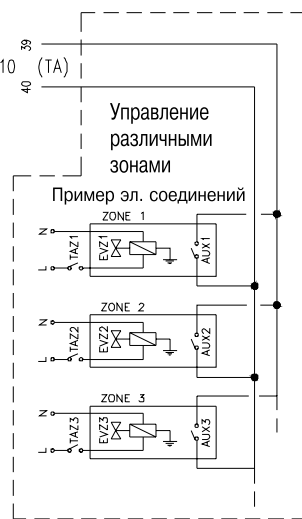 39
10 (TA)
40
Управление
различными
зонами
Пример эл. соединений
ZONE 1
N
L
TAZ1
EVZ1
AUX1
ZONE 2
N
L
TAZ2
EVZ2
AUX2
ZONE 3
N
L
TAZ3
EVZ3
AUX3